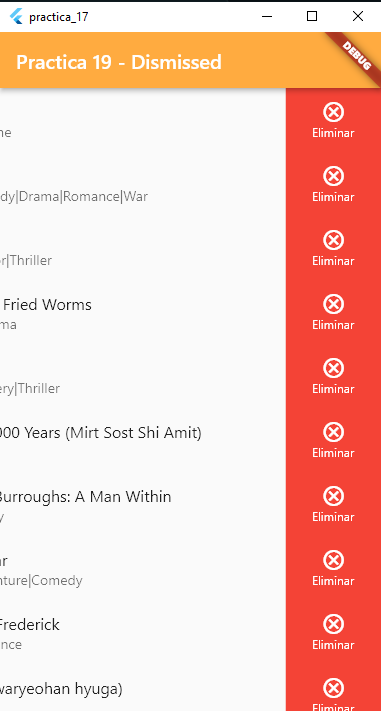 practica_17
Practica 19 - Dismissed
DEBUG
ne
Eliminar
dy|Drama|Romance|War
Eliminar
r|Thriller
Eliminar
Fried Worms
ma
Eliminar
ery|Thriller
Eliminar
000 Years (Mirt Sost Shi Amit)
Eliminar
Burroughs: A Man Within
y
Eliminar
ar
nture|Comedy
Eliminar
Frederick
nce
Eliminar
waryeohan hyuga)
Eliminar